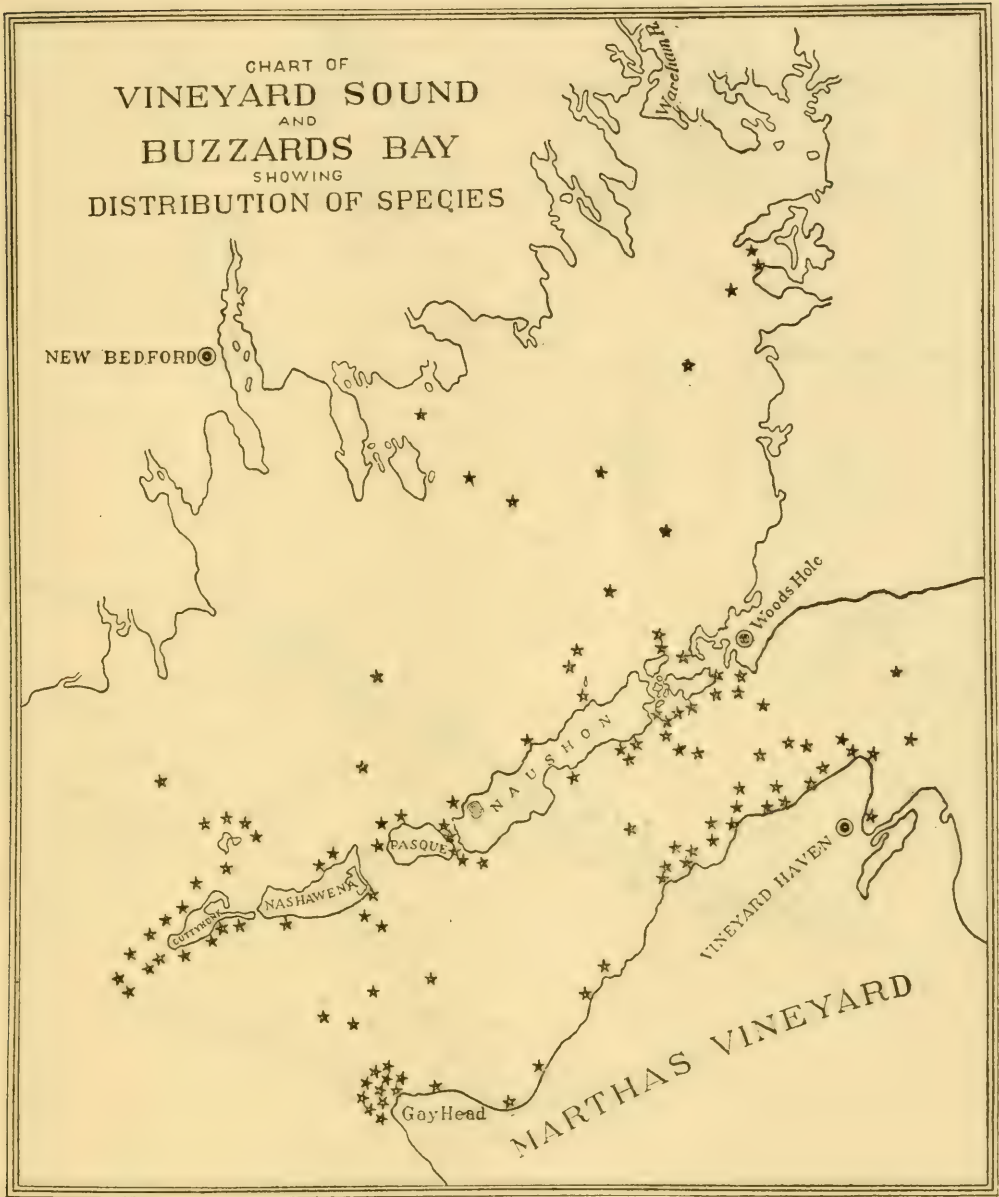 CHART OF
VINEYARD SOUND
AND
BUZZARDS BAY
SHOWING
DISTRIBUTION OF SPECIES
Wareham R.
NEW BEDFORD
Woods Hole
NAUSHON
PASQUE
NASHAWENA
CUTTYHUNK
VINEYARD HAVEN
MARTHAS VINEYARD
Gay Head